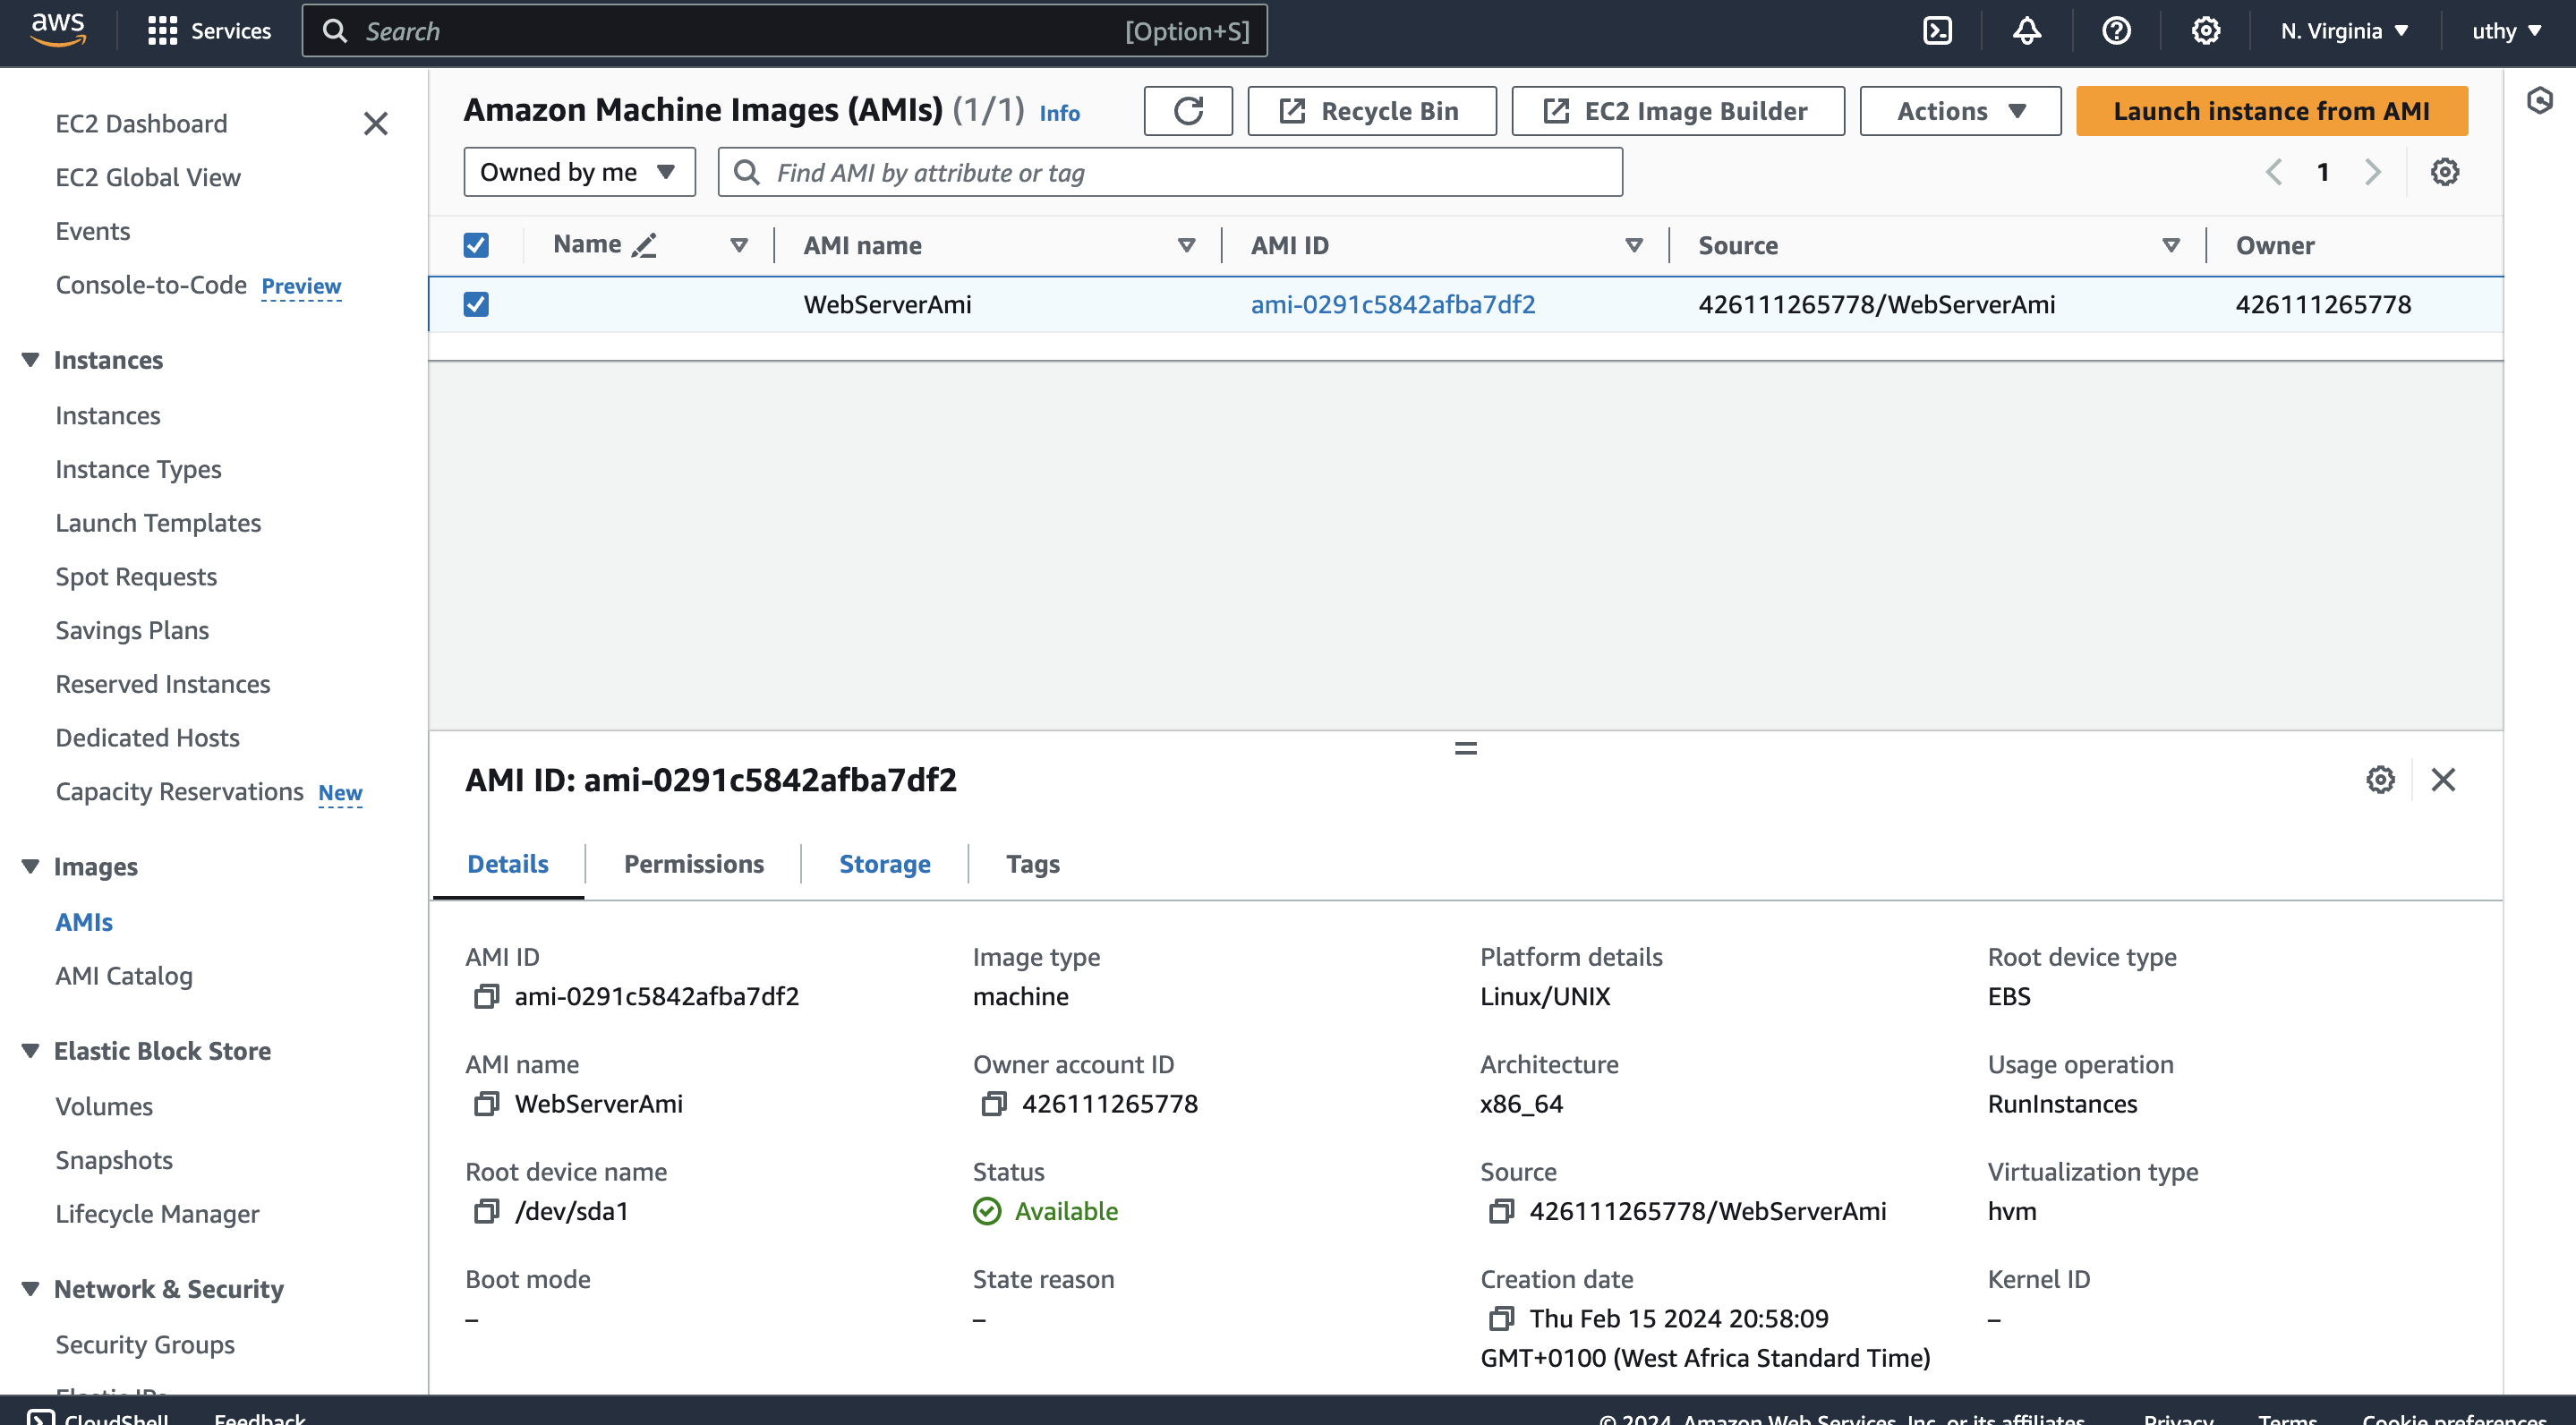 aws
Services
Search [Option+S]
N. Virginia
uthy
EC2 Dashboard
EC2 Global View
Events
Console-to-Code Preview
Instances
Instances
Instance Types
Launch Templates
Spot Requests
Savings Plans
Reserved Instances
Dedicated Hosts
Capacity Reservations New
Images
AMIs
AMI Catalog
Elastic Block Store
Volumes
Snapshots
Lifecycle Manager
Network & Security
Security Groups
Elastic IPs
Amazon Machine Images (AMIs) (1/1) Info
Recycle Bin
EC2 Image Builder
Actions
Launch instance from AMI
Owned by me
Find AMI by attribute or tag
1
Name AMI name AMI ID Source Owner
WebServerAmi ami-0291c5842afba7df2 426111265778/WebServerAmi 426111265778
AMI ID: ami-0291c5842afba7df2
Details Permissions Storage Tags
AMI ID
ami-0291c5842afba7df2
Image type
machine
Platform details
Linux/UNIX
Root device type
EBS
AMI name
WebServerAmi
Owner account ID
426111265778
Architecture
x86_64
Usage operation
RunInstances
Root device name
/dev/sda1
Status
Available
Source
426111265778/WebServerAmi
Virtualization type
hvm
Boot mode
–
State reason
–
Creation date
Thu Feb 15 2024 20:58:09
GMT+0100 (West Africa Standard Time)
Kernel ID
–
CloudShell Feedback
© 2024, Amazon Web Services, Inc. or its affiliates. Privacy Terms Cookie preferences